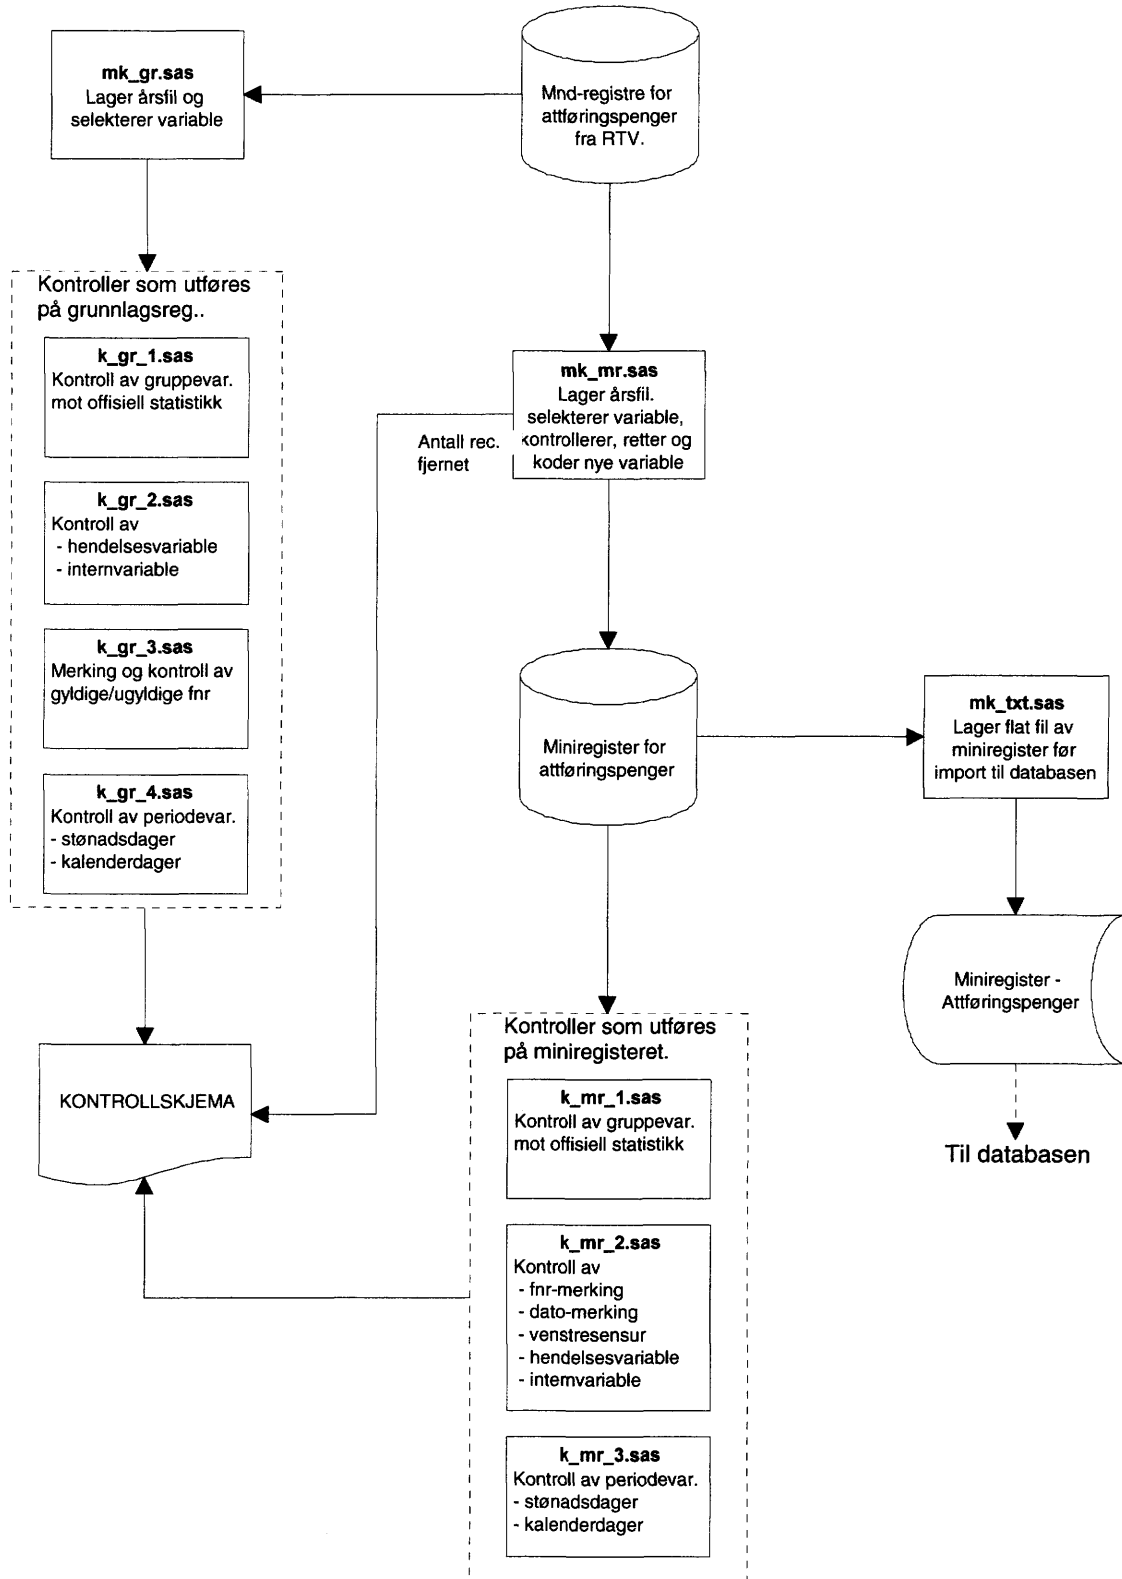 mk_gr.sas
Lager årsfil og
selekterer variable
Mnd-registre for
attføringspenger
fra RTV.
Kontroller som utføres
på grunnlagsreg..
k_gr_1.sas
Kontroll av gruppevar.
mot offisiell statistikk
k_gr_2.sas
Kontroll av
- hendelsesvariable
- internvariable
k_gr_3.sas
Merking og kontroll av
gyldige/ugyldige fnr
k_gr_4.sas
Kontroll av periodevar.
- stønadsdager
- kalenderdager
KONTROLLSKJEMA
Antall rec.
fjernet
mk_mr.sas
Lager årsfil.
selekterer variable,
kontrollerer, retter og
koder nye variable
Miniregister for
attføringspenger
mk_txt.sas
Lager flat fil av
miniregister før
import til databasen
Miniregister -
Attføringspenger
Til databasen
Kontroller som utføres
på miniregisteret.
k_mr_1.sas
Kontroll av gruppevar.
mot offisiell statistikk
k_mr_2.sas
Kontroll av
- fnr-merking
- dato-merking
- venstresensur
- hendelsesvariable
- internvariable
k_mr_3.sas
Kontroll av periodevar.
- stønadsdager
- kalenderdager